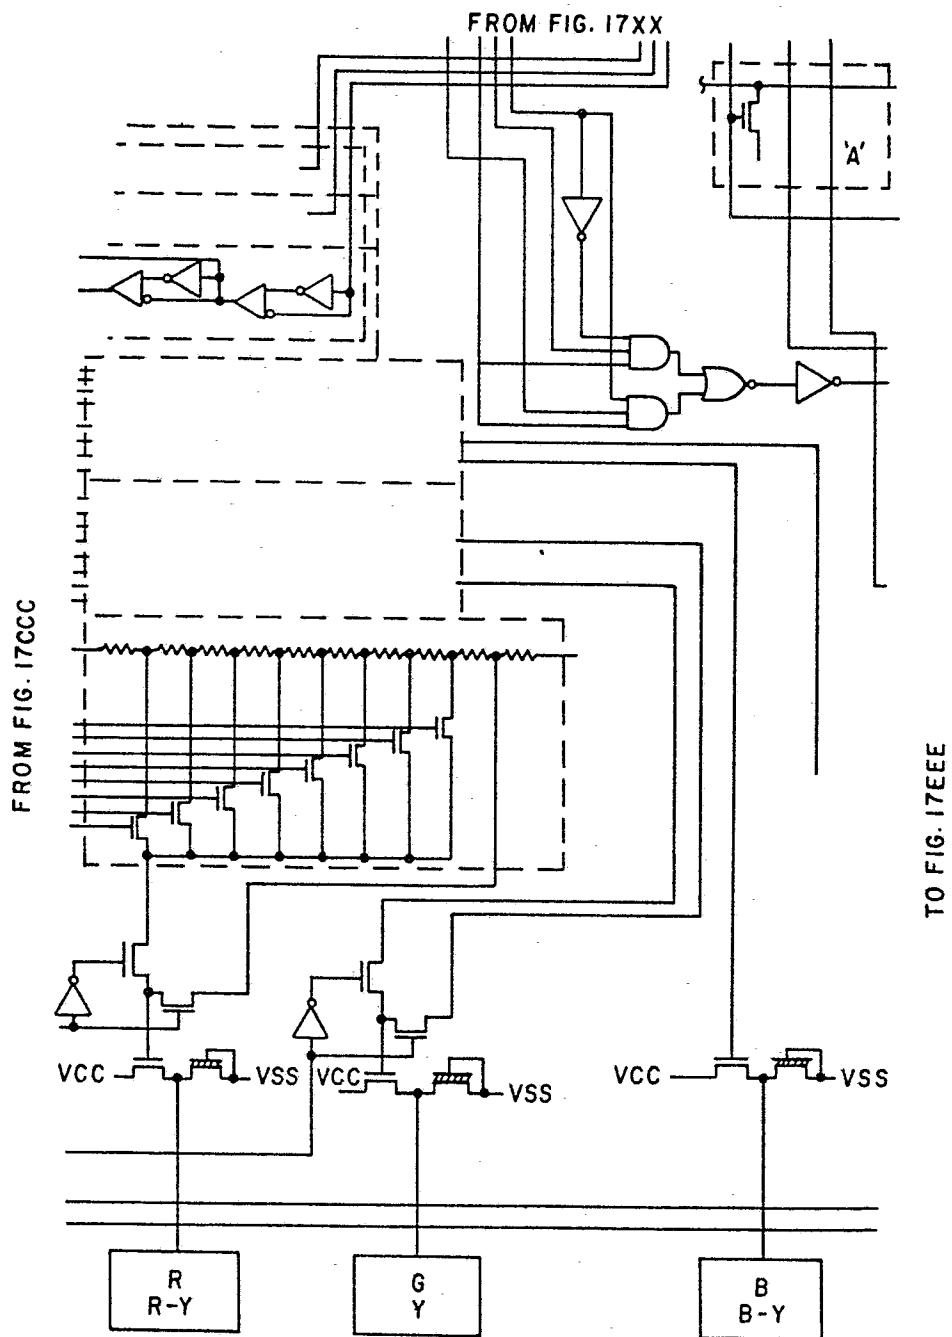 FROM FIG. 17XX
'A'
FROM FIG. 17CCC
TO FIG. 17EEE
VCC
VSS
VCC
VSS
VCC
VSS
R
R-Y
G
Y
B
B-Y